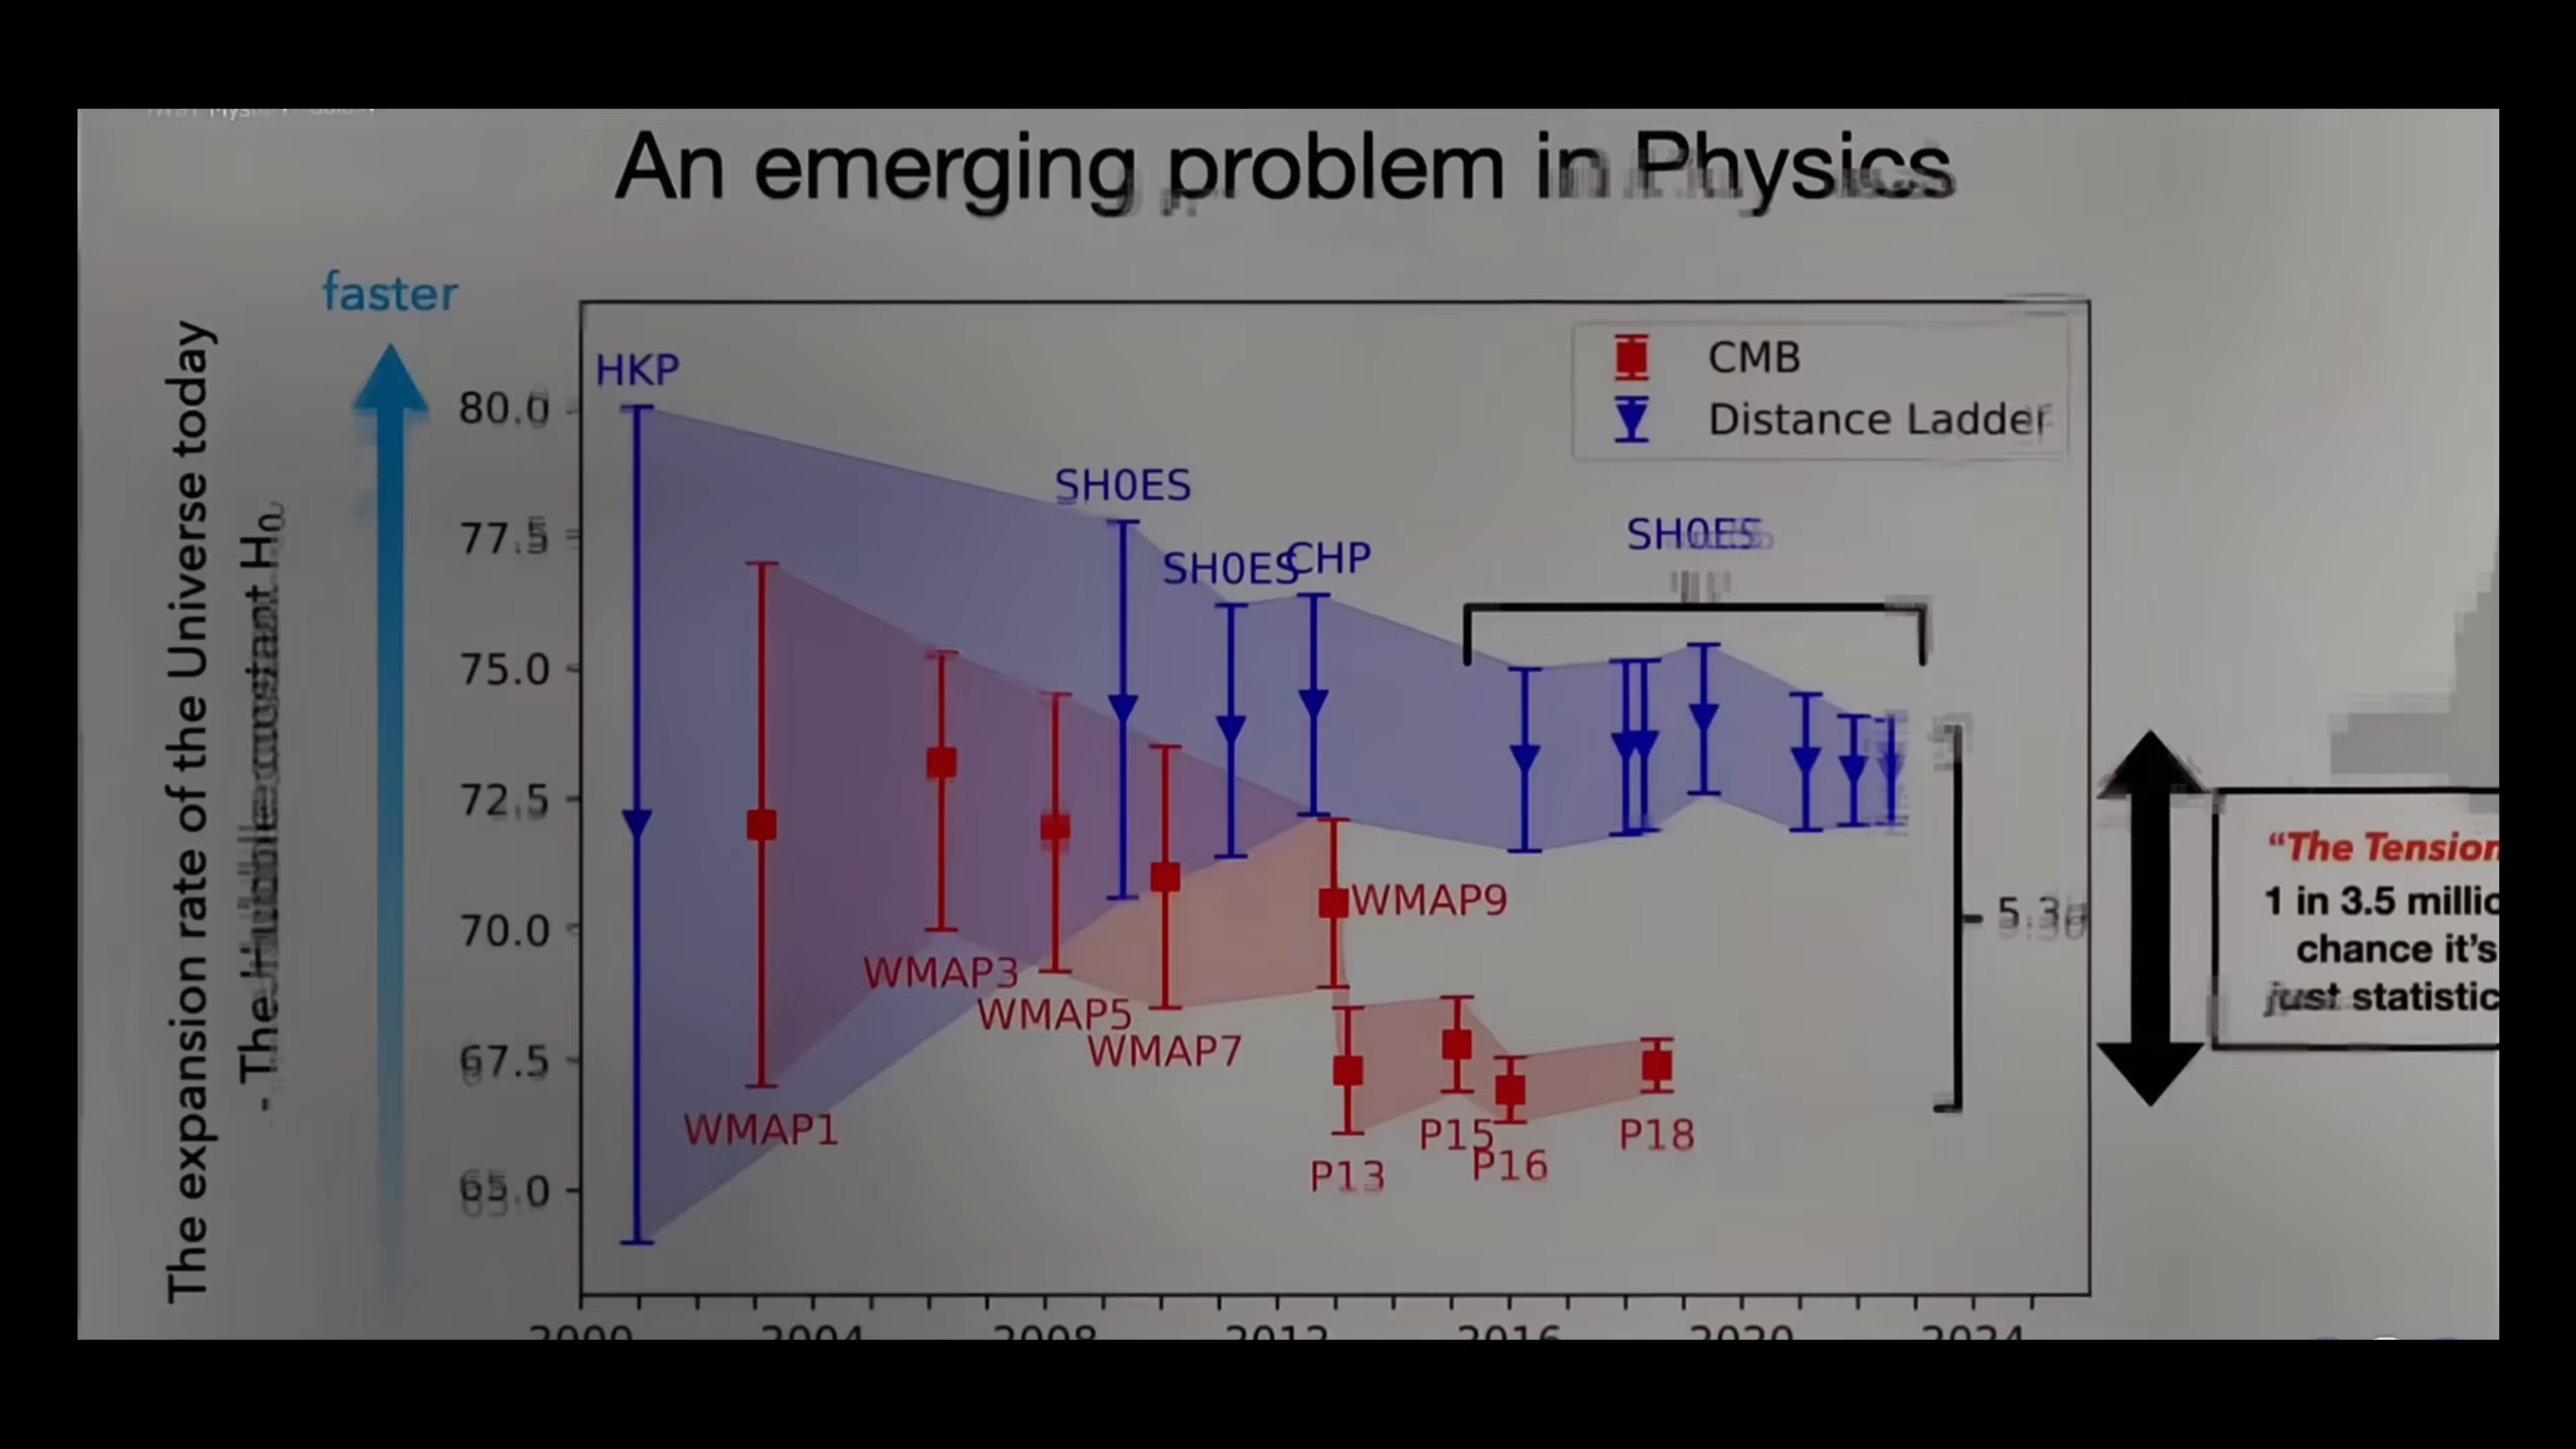 An emerging problem in Physics
faster
The expansion rate of the Universe today
- The Hubble constant H₀
80.0
77.5
75.0
72.5
70.0
67.5
65.0
HKP
SH0ES
SH0ES
CHP
SH0ES
CMB
Distance Ladder
WMAP1
WMAP3
WMAP5
WMAP7
WMAP9
P13
P15
P16
P18
5.3σ
"The Tension
1 in 3.5 millio
chance it's
just statistic
2000
2004
2008
2012
2016
2020
2024